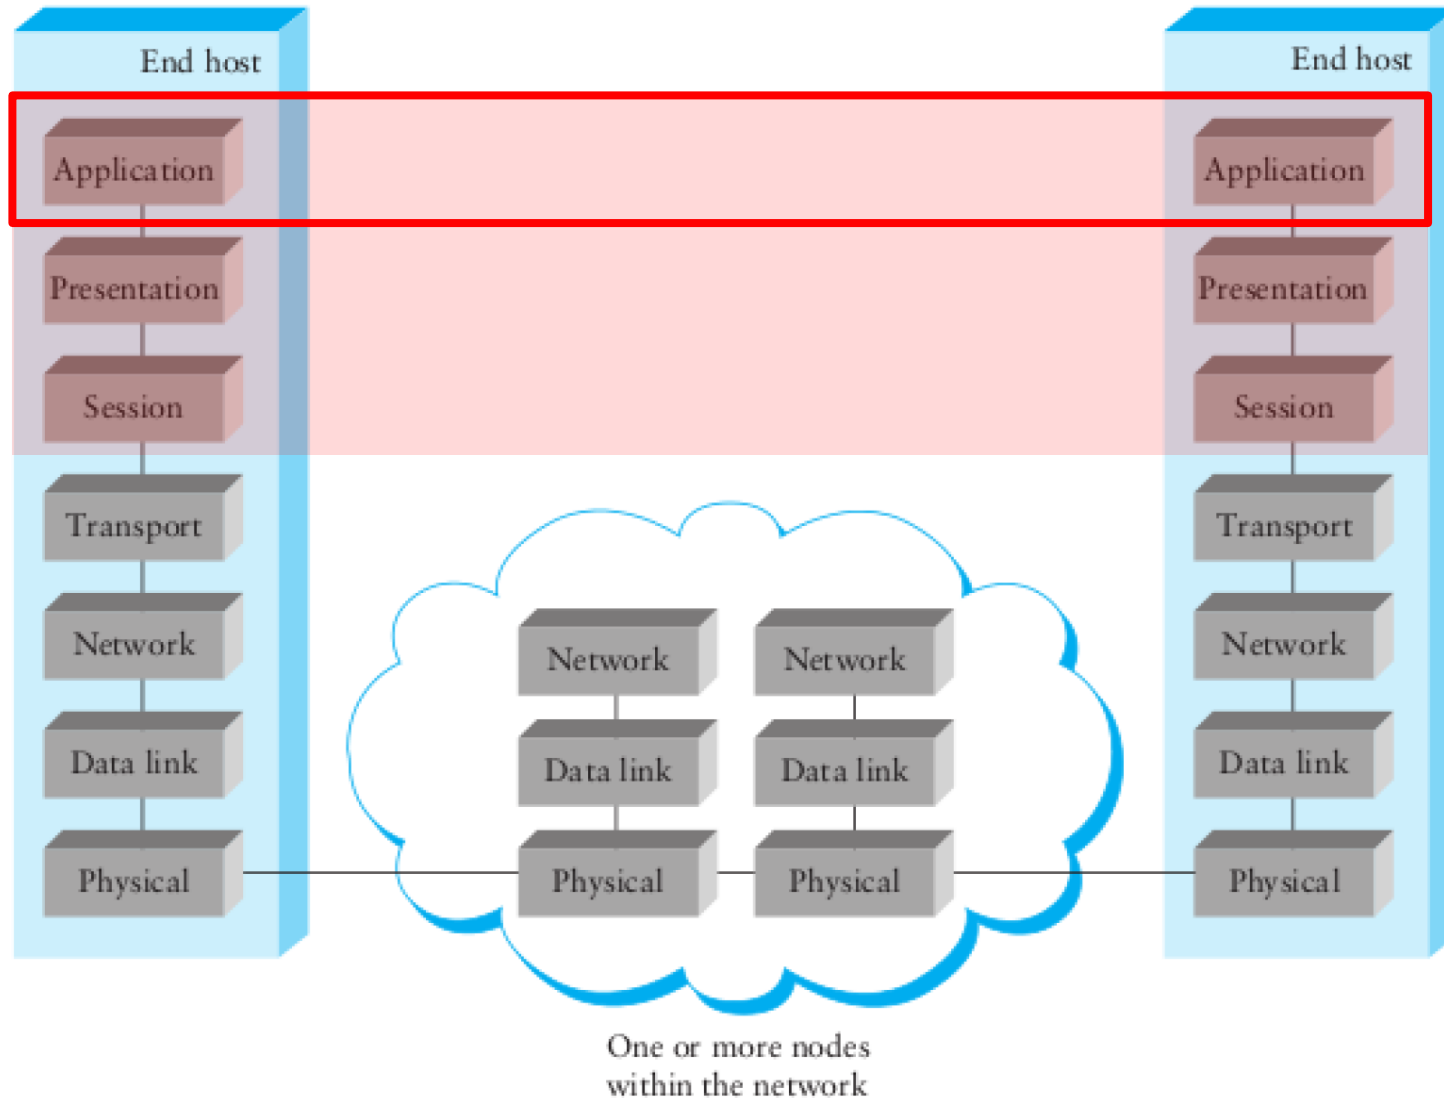 End host
Application
Presentation
Session
Transport
Network
Data link
Physical
Network
Data link
Physical
Network
Data link
Physical
End host
Application
Presentation
Session
Transport
Network
Data link
Physical
One or more nodes
within the network